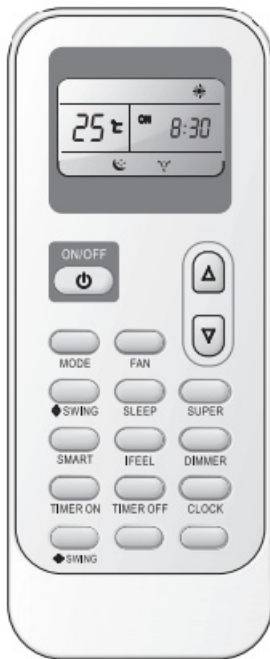 25 ℃ ON 8:30
ON/OFF
MODE FAN
SWING SLEEP SUPER
SMART IFEEL DIMMER
TIMER ON TIMER OFF CLOCK
SWING